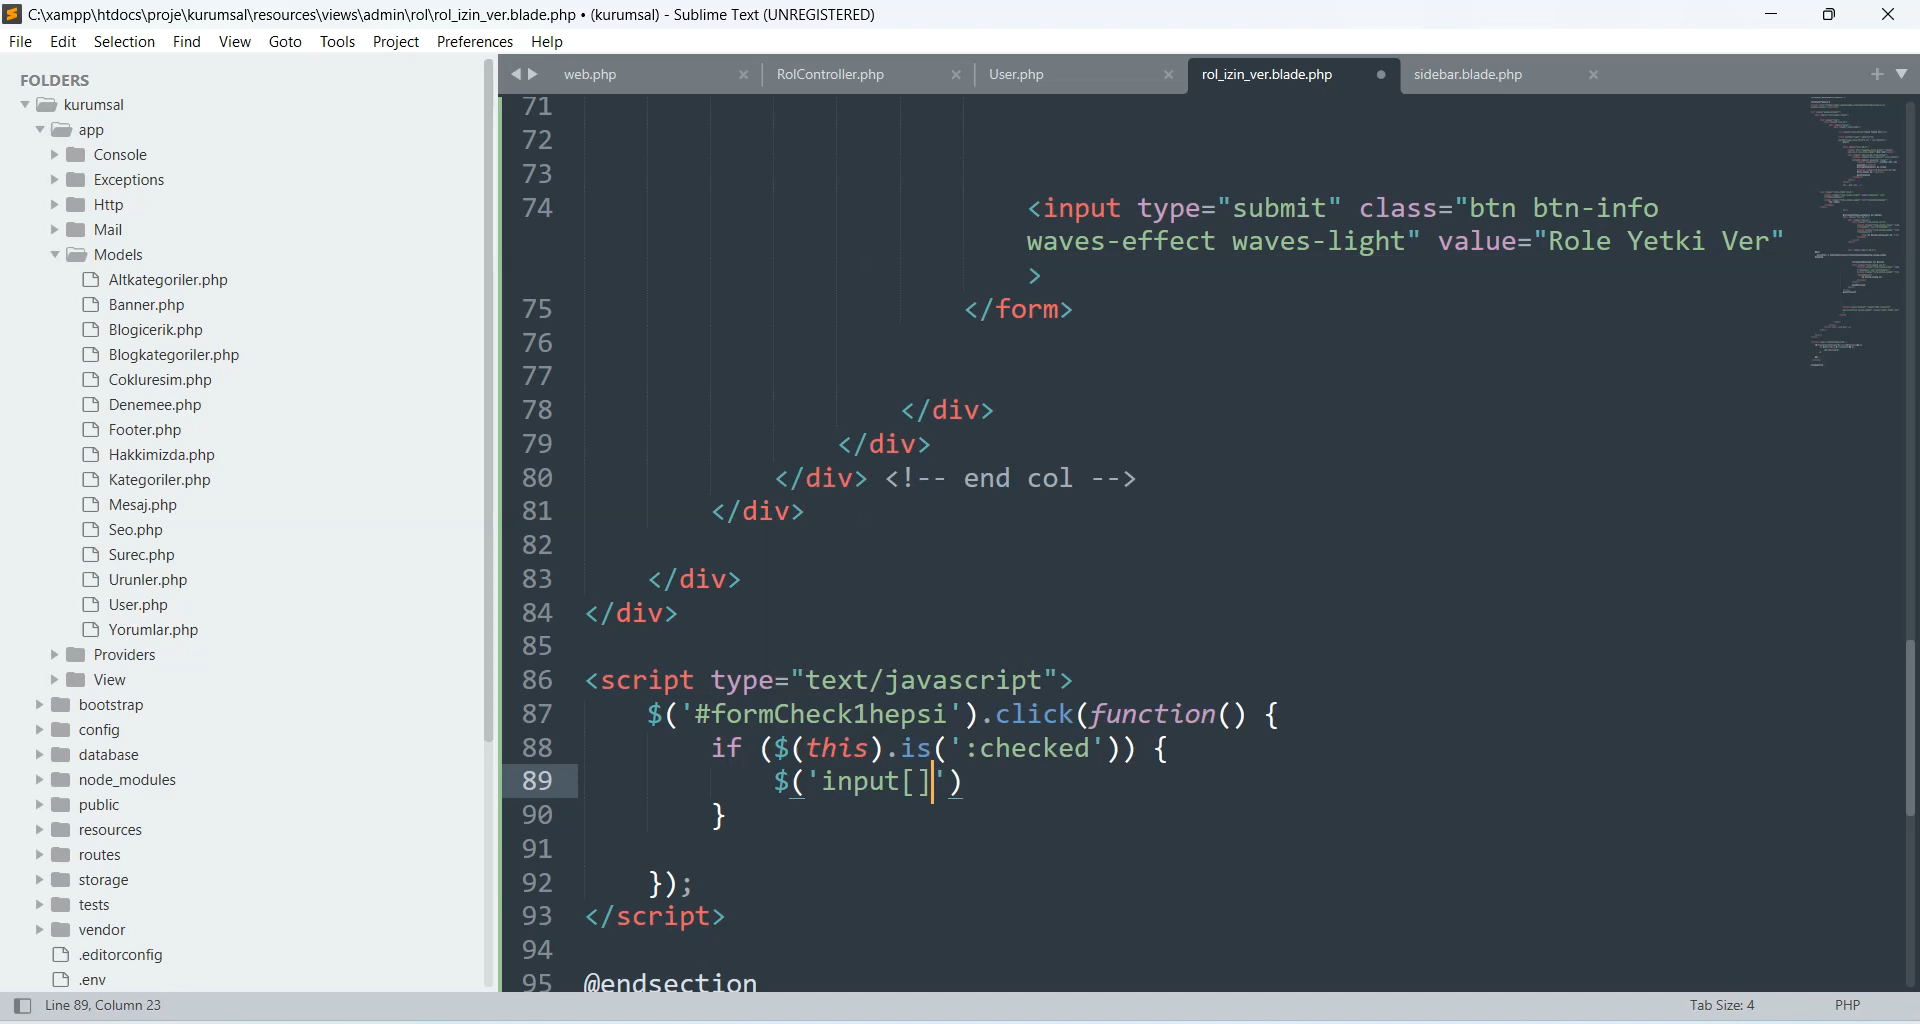 C:\xampp\htdocs\proje\kurumsal\resources\views\admin\rol\rol_izin_ver.blade.php • (kurumsal) - Sublime Text (UNREGISTERED)
File Edit Selection Find View Goto Tools Project Preferences Help
FOLDERS
kurumsal
app
Console
Exceptions
Http
Mail
Models
Altkategoriler.php
Banner.php
Blogicerik.php
Blogkategoriler.php
Cokluresim.php
Denemee.php
Footer.php
Hakkimizda.php
Kategoriler.php
Mesaj.php
Seo.php
Surec.php
Urunler.php
User.php
Yorumlar.php
Providers
View
bootstrap
config
database
node_modules
public
resources
routes
storage
tests
vendor
.editorconfig
.env
web.php RolController.php User.php rol_izin_ver.blade.php sidebar.blade.php
71
72
73
74 <input type="submit" class="btn btn-info
waves-effect waves-light" value="Role Yetki Ver"
>
75 </form>
76
77
78 </div>
79 </div>
80 </div> <!-- end col -->
81 </div>
82
83 </div>
84 </div>
85
86 <script type="text/javascript">
87 $('#formCheck1hepsi').click(function() {
88 if ($(this).is(':checked')) {
89 $('input[]')
90 }
91
92 });
93 </script>
94
95 @endsection
Line 89, Column 23 Tab Size: 4 PHP